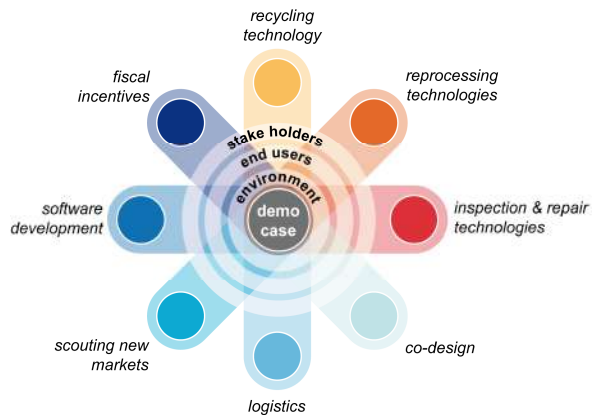 recycling
technology
fiscal
incentives
reprocessing
technologies
stake holders
end users
environment
demo
case
software
development
inspection & repair
technologies
scouting new
markets
co-design
logistics